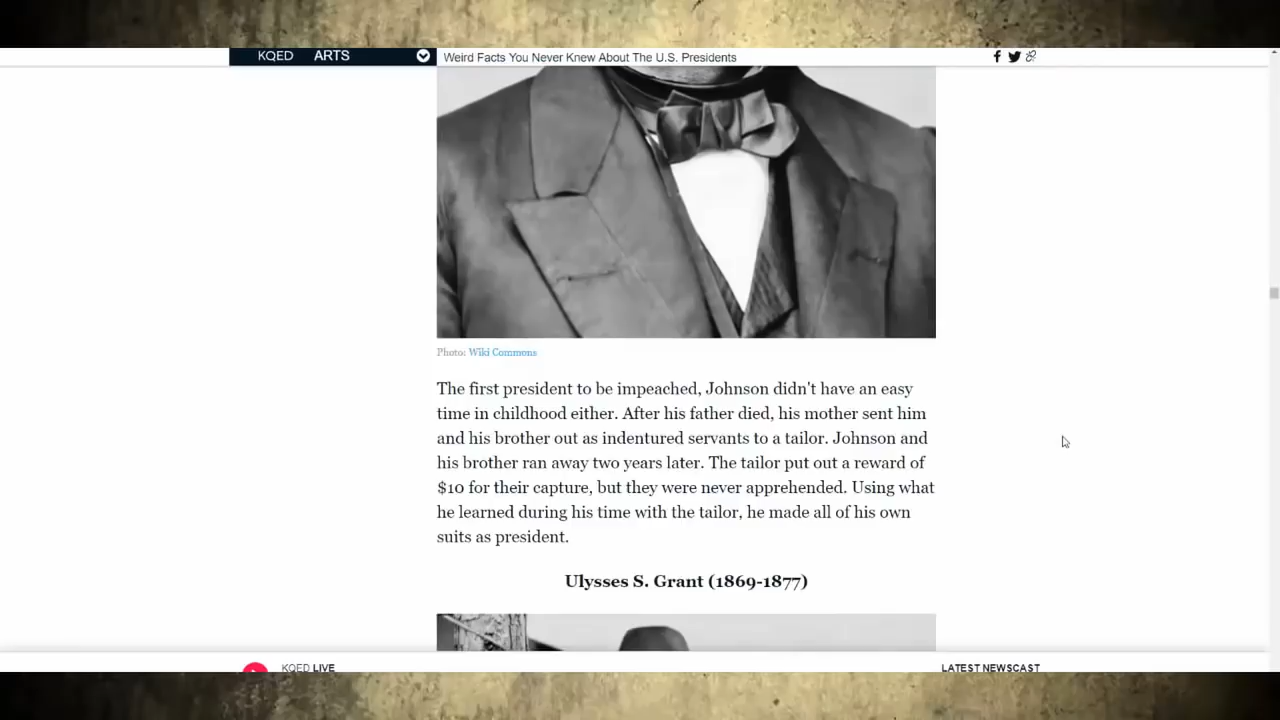 KQED ARTS
Weird Facts You Never Knew About The U.S. Presidents
Photo: Wiki Commons
The first president to be impeached, Johnson didn't have an easy
time in childhood either. After his father died, his mother sent him
and his brother out as indentured servants to a tailor. Johnson and
his brother ran away two years later. The tailor put out a reward of
$10 for their capture, but they were never apprehended. Using what
he learned during his time with the tailor, he made all of his own
suits as president.
Ulysses S. Grant (1869-1877)
KQED LIVE
LATEST NEWSCAST